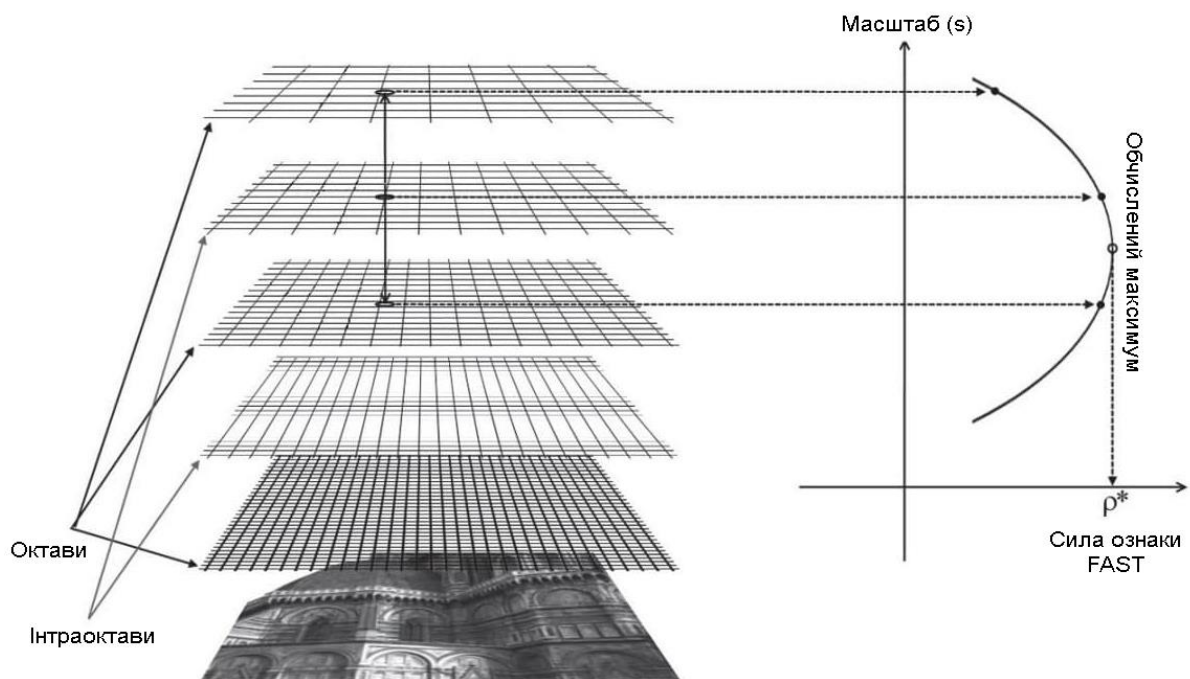 Масштаб (s)
Обчислений максимум
ρ*
Сила ознаки
FAST
Октави
Інтраоктави